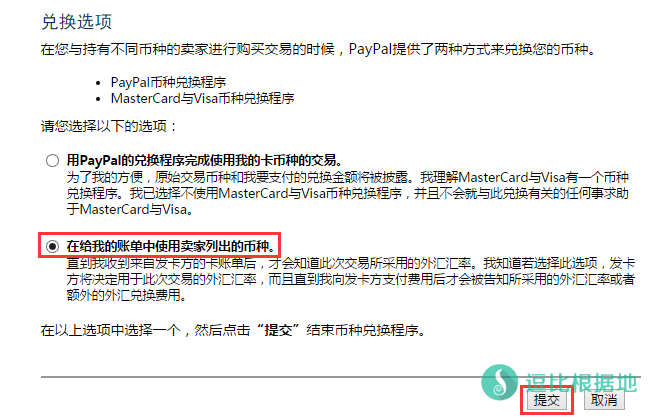 兑换选项
在您与持有不同币种的卖家进行购买交易的时候，PayPal提供了两种方式来兑换您的币种。
• PayPal币种兑换程序
• MasterCard与Visa币种兑换程序
请您选择以下的选项：
用PayPal的兑换程序完成使用我的卡币种的交易。
为了我的方便，原始交易币种和我要支付的兑换金额将被披露。我理解MasterCard与Visa有一个币种
兑换程序。我已选择不使用MasterCard与Visa币种兑换程序，并且不会就与此兑换有关的任何事求助
于MasterCard与Visa。
在给我的账单中使用卖家列出的币种。
直到我收到来自发卡方的卡账单后，才会知道此次交易所采用的外汇汇率。我知道若选择此选项，发卡
方将决定用于此次交易的外汇汇率，而且直到我向发卡方支付费用后才会被告知所采用的外汇汇率或者
额外的外汇兑换费用。
在以上选项中选择一个，然后点击“提交”结束币种兑换程序。
逗比根据地
提交 取消